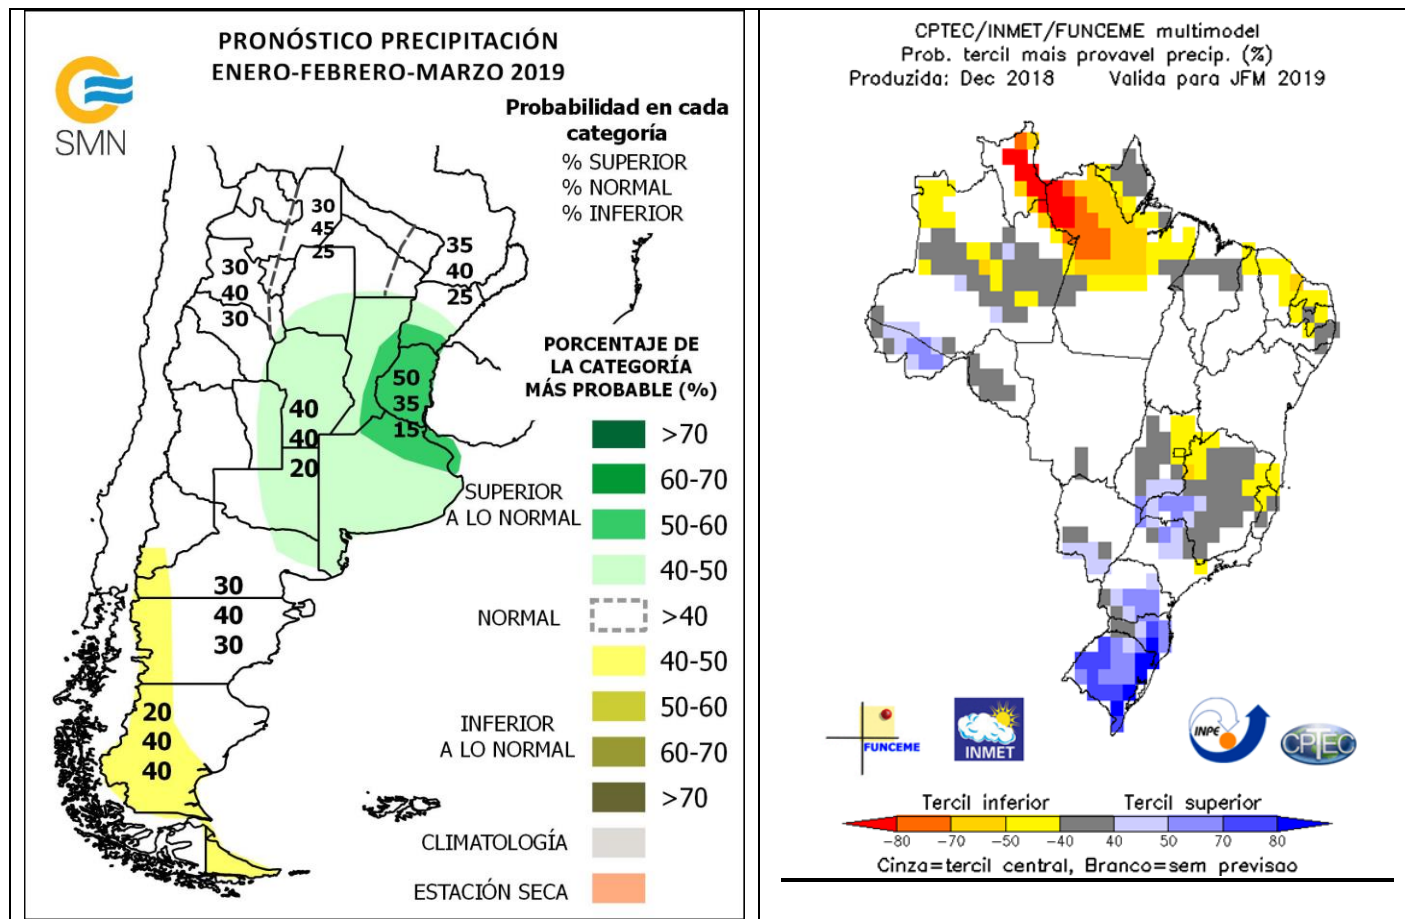 PRONÓSTICO PRECIPITACIÓN
ENERO-FEBRERO-MARZO 2019
SMN
Probabilidad en cada
categoría
% SUPERIOR
% NORMAL
% INFERIOR
30
45
25
35
40
25
30
40
30
50
35
15
40
40
20
30
40
30
20
40
40
PORCENTAJE DE
LA CATEGORÍA
MÁS PROBABLE (%)
>70
60-70
SUPERIOR
A LO NORMAL
50-60
40-50
NORMAL
>40
40-50
50-60
INFERIOR
A LO NORMAL
60-70
>70
CLIMATOLOGÍA
ESTACIÓN SECA
CPTEC/INMET/FUNCEME multimodel
Prob. tercil mais provavel precip. (%)
Produzida: Dec 2018 Valida para JFM 2019
FUNCEME
INMET
INPE
CPTEC
Tercil inferior Tercil superior
-80 -70 -50 -40 40 50 70 80
Cinza=tercil central, Branco=sem previsao